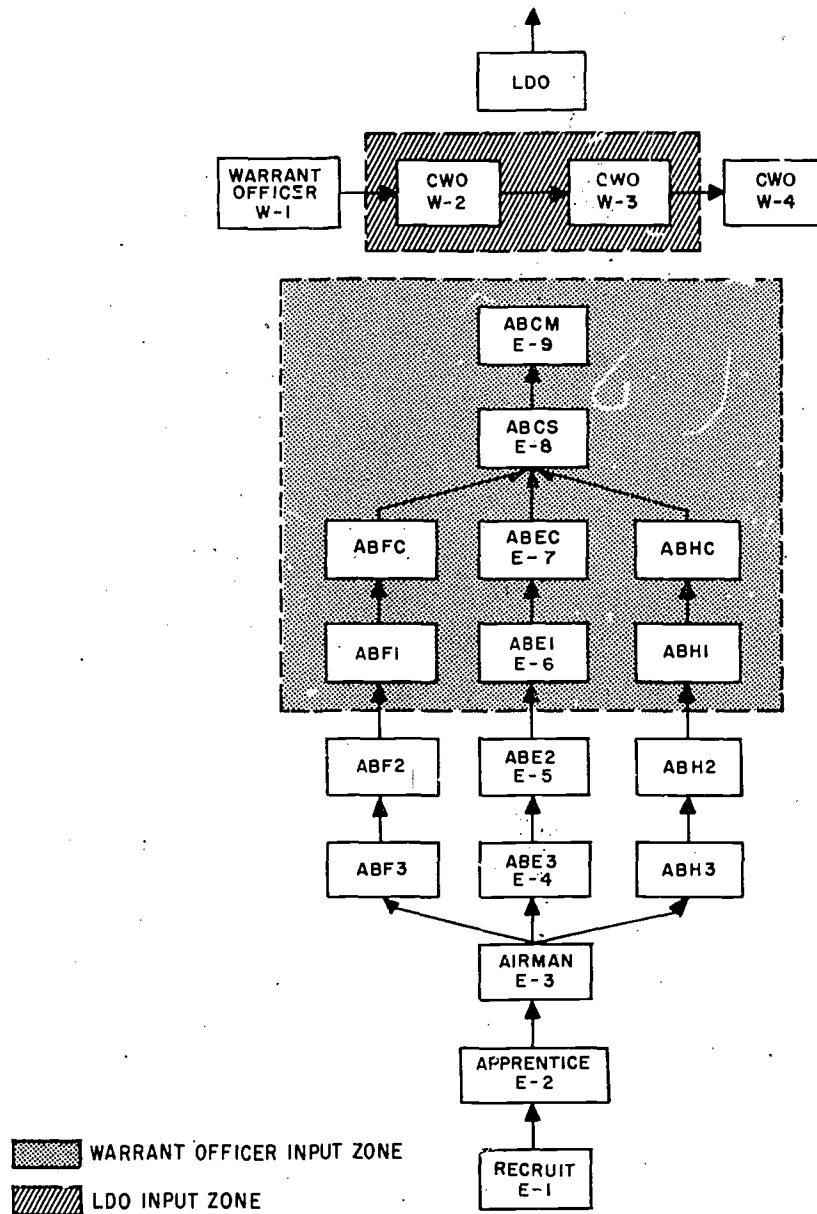 LDO
WARRANT
OFFICER
W-1
CWO
W-2
CWO
W-3
CWO
W-4
ABCM
E-9
ABCS
E-8
ABFC
ABEC
E-7
ABHC
ABF1
ABE1
E-6
ABH1
ABF2
ABE2
E-5
ABH2
ABF3
ABE3
E-4
ABH3
AIRMAN
E-3
APPRENTICE
E-2
RECRUIT
E-1
WARRANT OFFICER INPUT ZONE
LDO INPUT ZONE